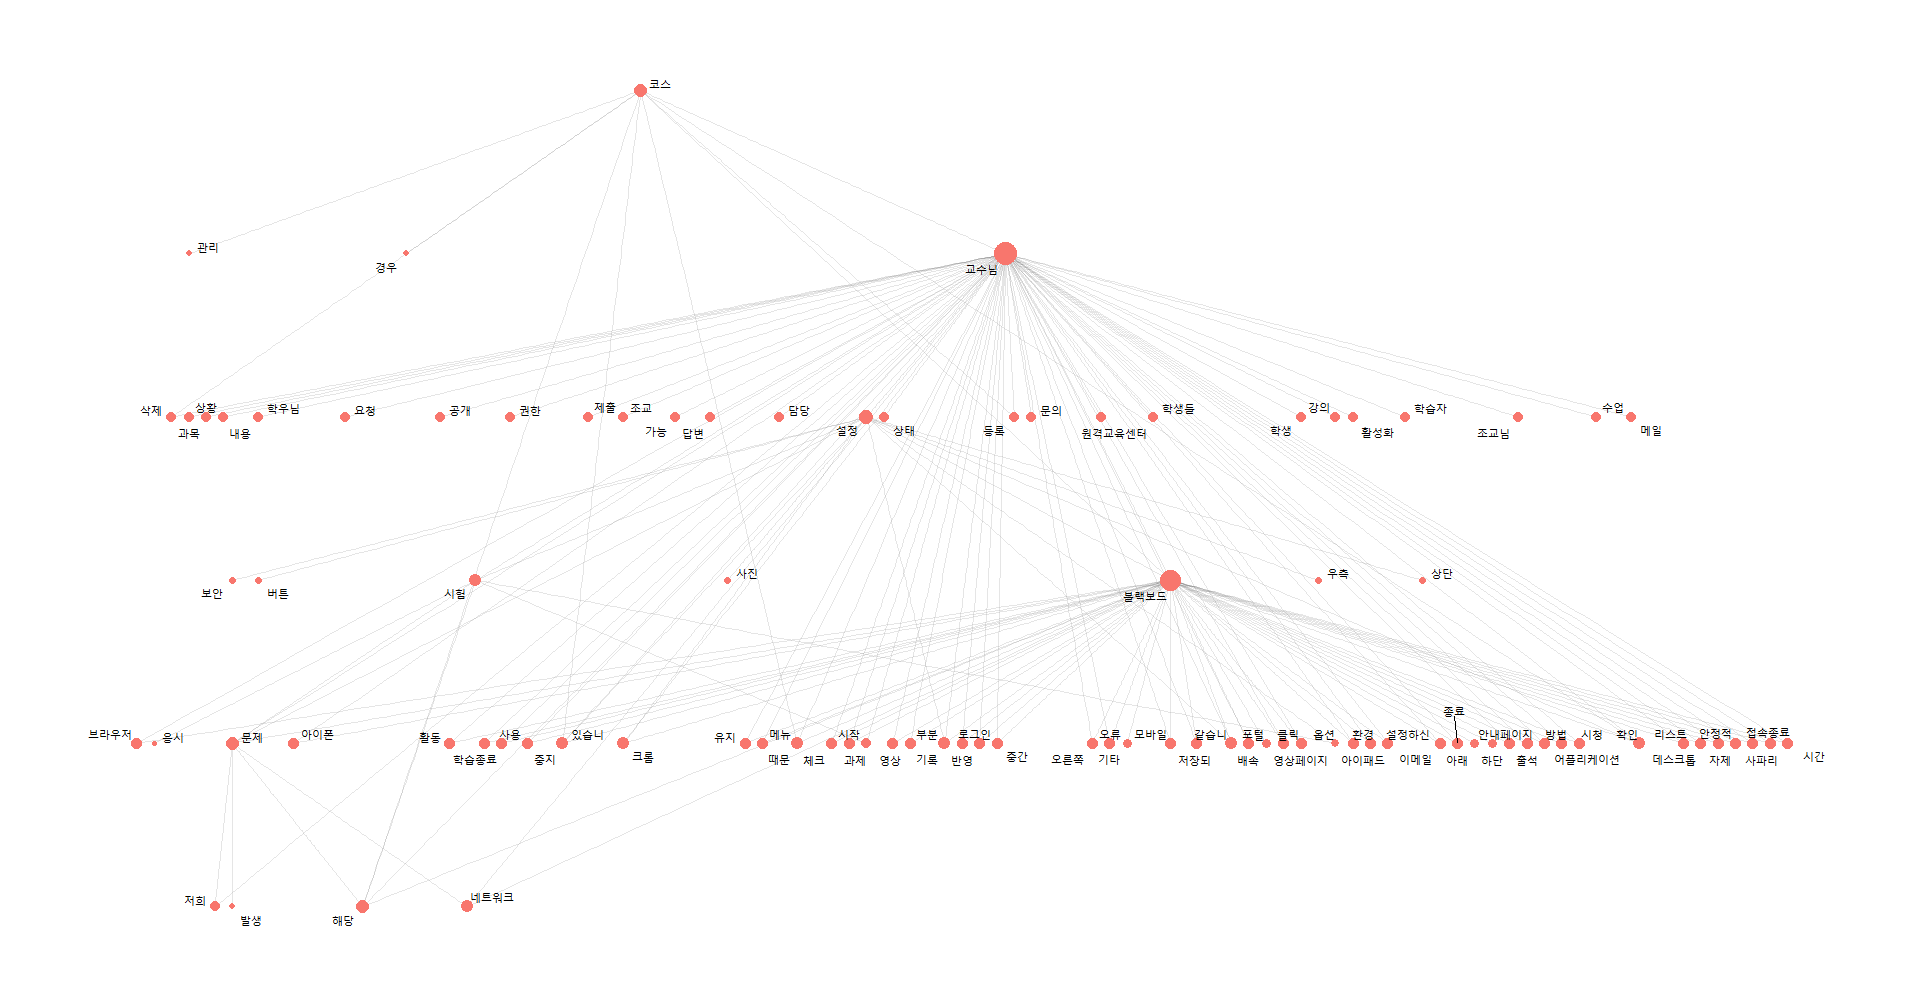 코스
관리
경우
교수님
삭제
상황
학우님
요청
공개
권한
제출
조교
담당
문의
학생들
강의
학습자
수업
과목
내용
가능
답변
설정
상태
등록
원격교육센터
학생
활성화
조교님
메일
사진
우측
상단
보안
버튼
시험
블랙보드
종료
브라우저
응시
문제
아이폰
활동
사용
있습니
유지
메뉴
시작
부분
로그인
오류
모바일
같습니
포털
클릭
옵션
환경
설정하신
안내페이지
방법
시청
확인
리스트
안정적
접속종료
학습종료
중지
크롬
때문
체크
과제
영상
기록
반영
중간
오른쪽
기타
저장되
배속
영상페이지
아이패드
이메일
아래
하단
출석
어플리케이션
데스크톱
자제
사파리
시간
저희
네트워크
발생
해당